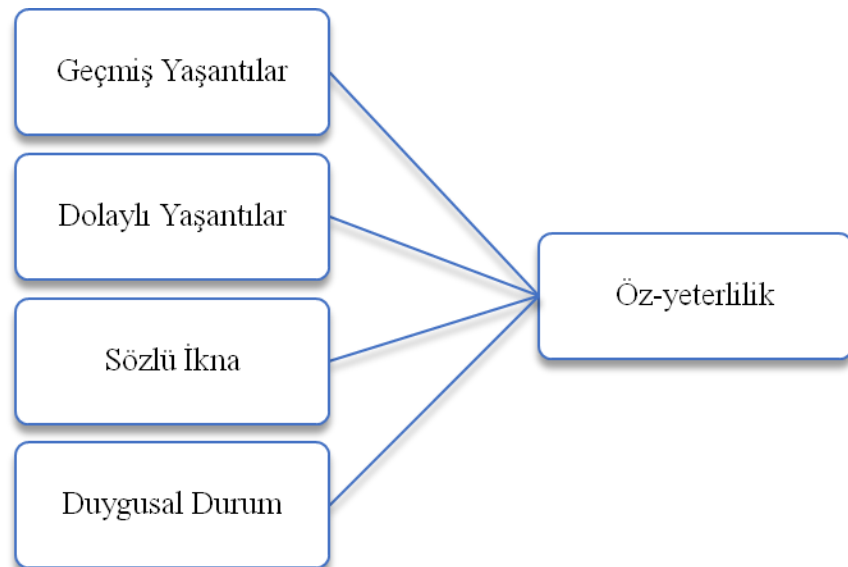 Geçmiş Yaşantılar
Dolaylı Yaşantılar
Sözlü İkna
Duygusal Durum
Öz-yeterlilik